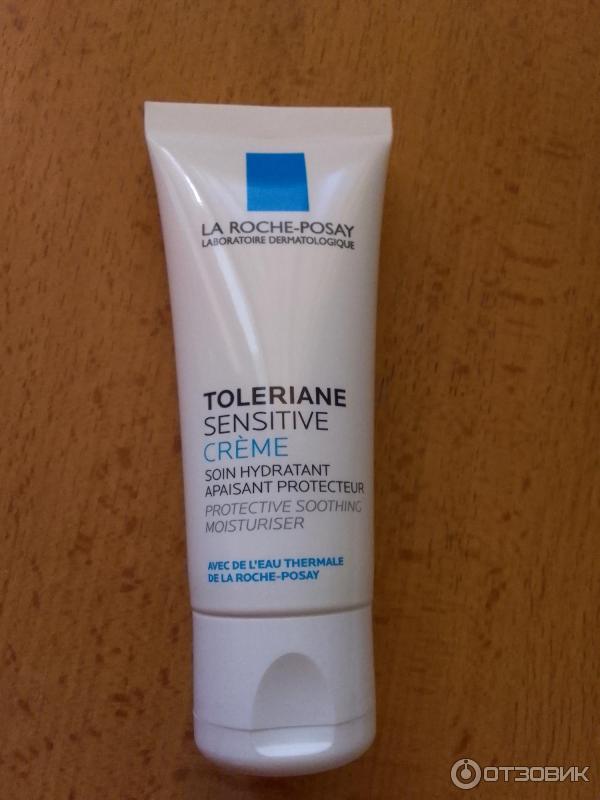 LA ROCHE-POSAY
LABORATOIRE DERMATOLOGIQUE
TOLERIANE
SENSITIVE
CRÈME
SOIN HYDRATANT
APAISANT PROTECTEUR
PROTECTIVE SOOTHING
MOISTURISER
AVEC DE L'EAU THERMALE
DE LA ROCHE-POSAY
ОТЗОВИК